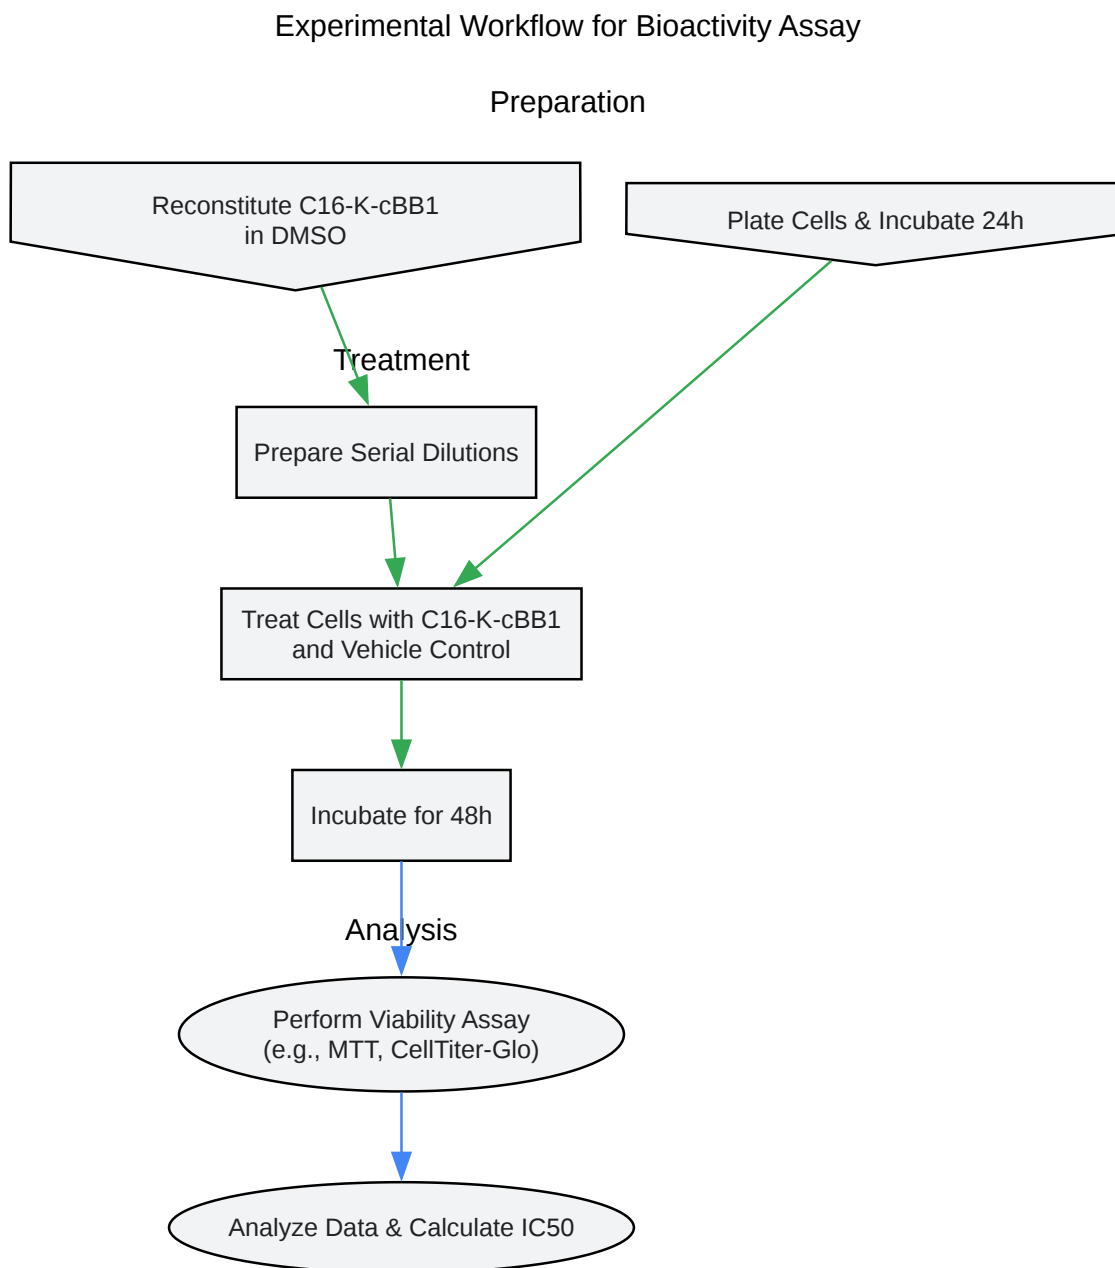 Experimental Workflow for Bioactivity Assay
Preparation
Reconstitute C16-K-cBB1
in DMSO
Plate Cells & Incubate 24h
Treatment
Prepare Serial Dilutions
Treat Cells with C16-K-cBB1
and Vehicle Control
Incubate for 48h
Analysis
Perform Viability Assay
(e.g., MTT, CellTiter-Glo)
Analyze Data & Calculate IC50